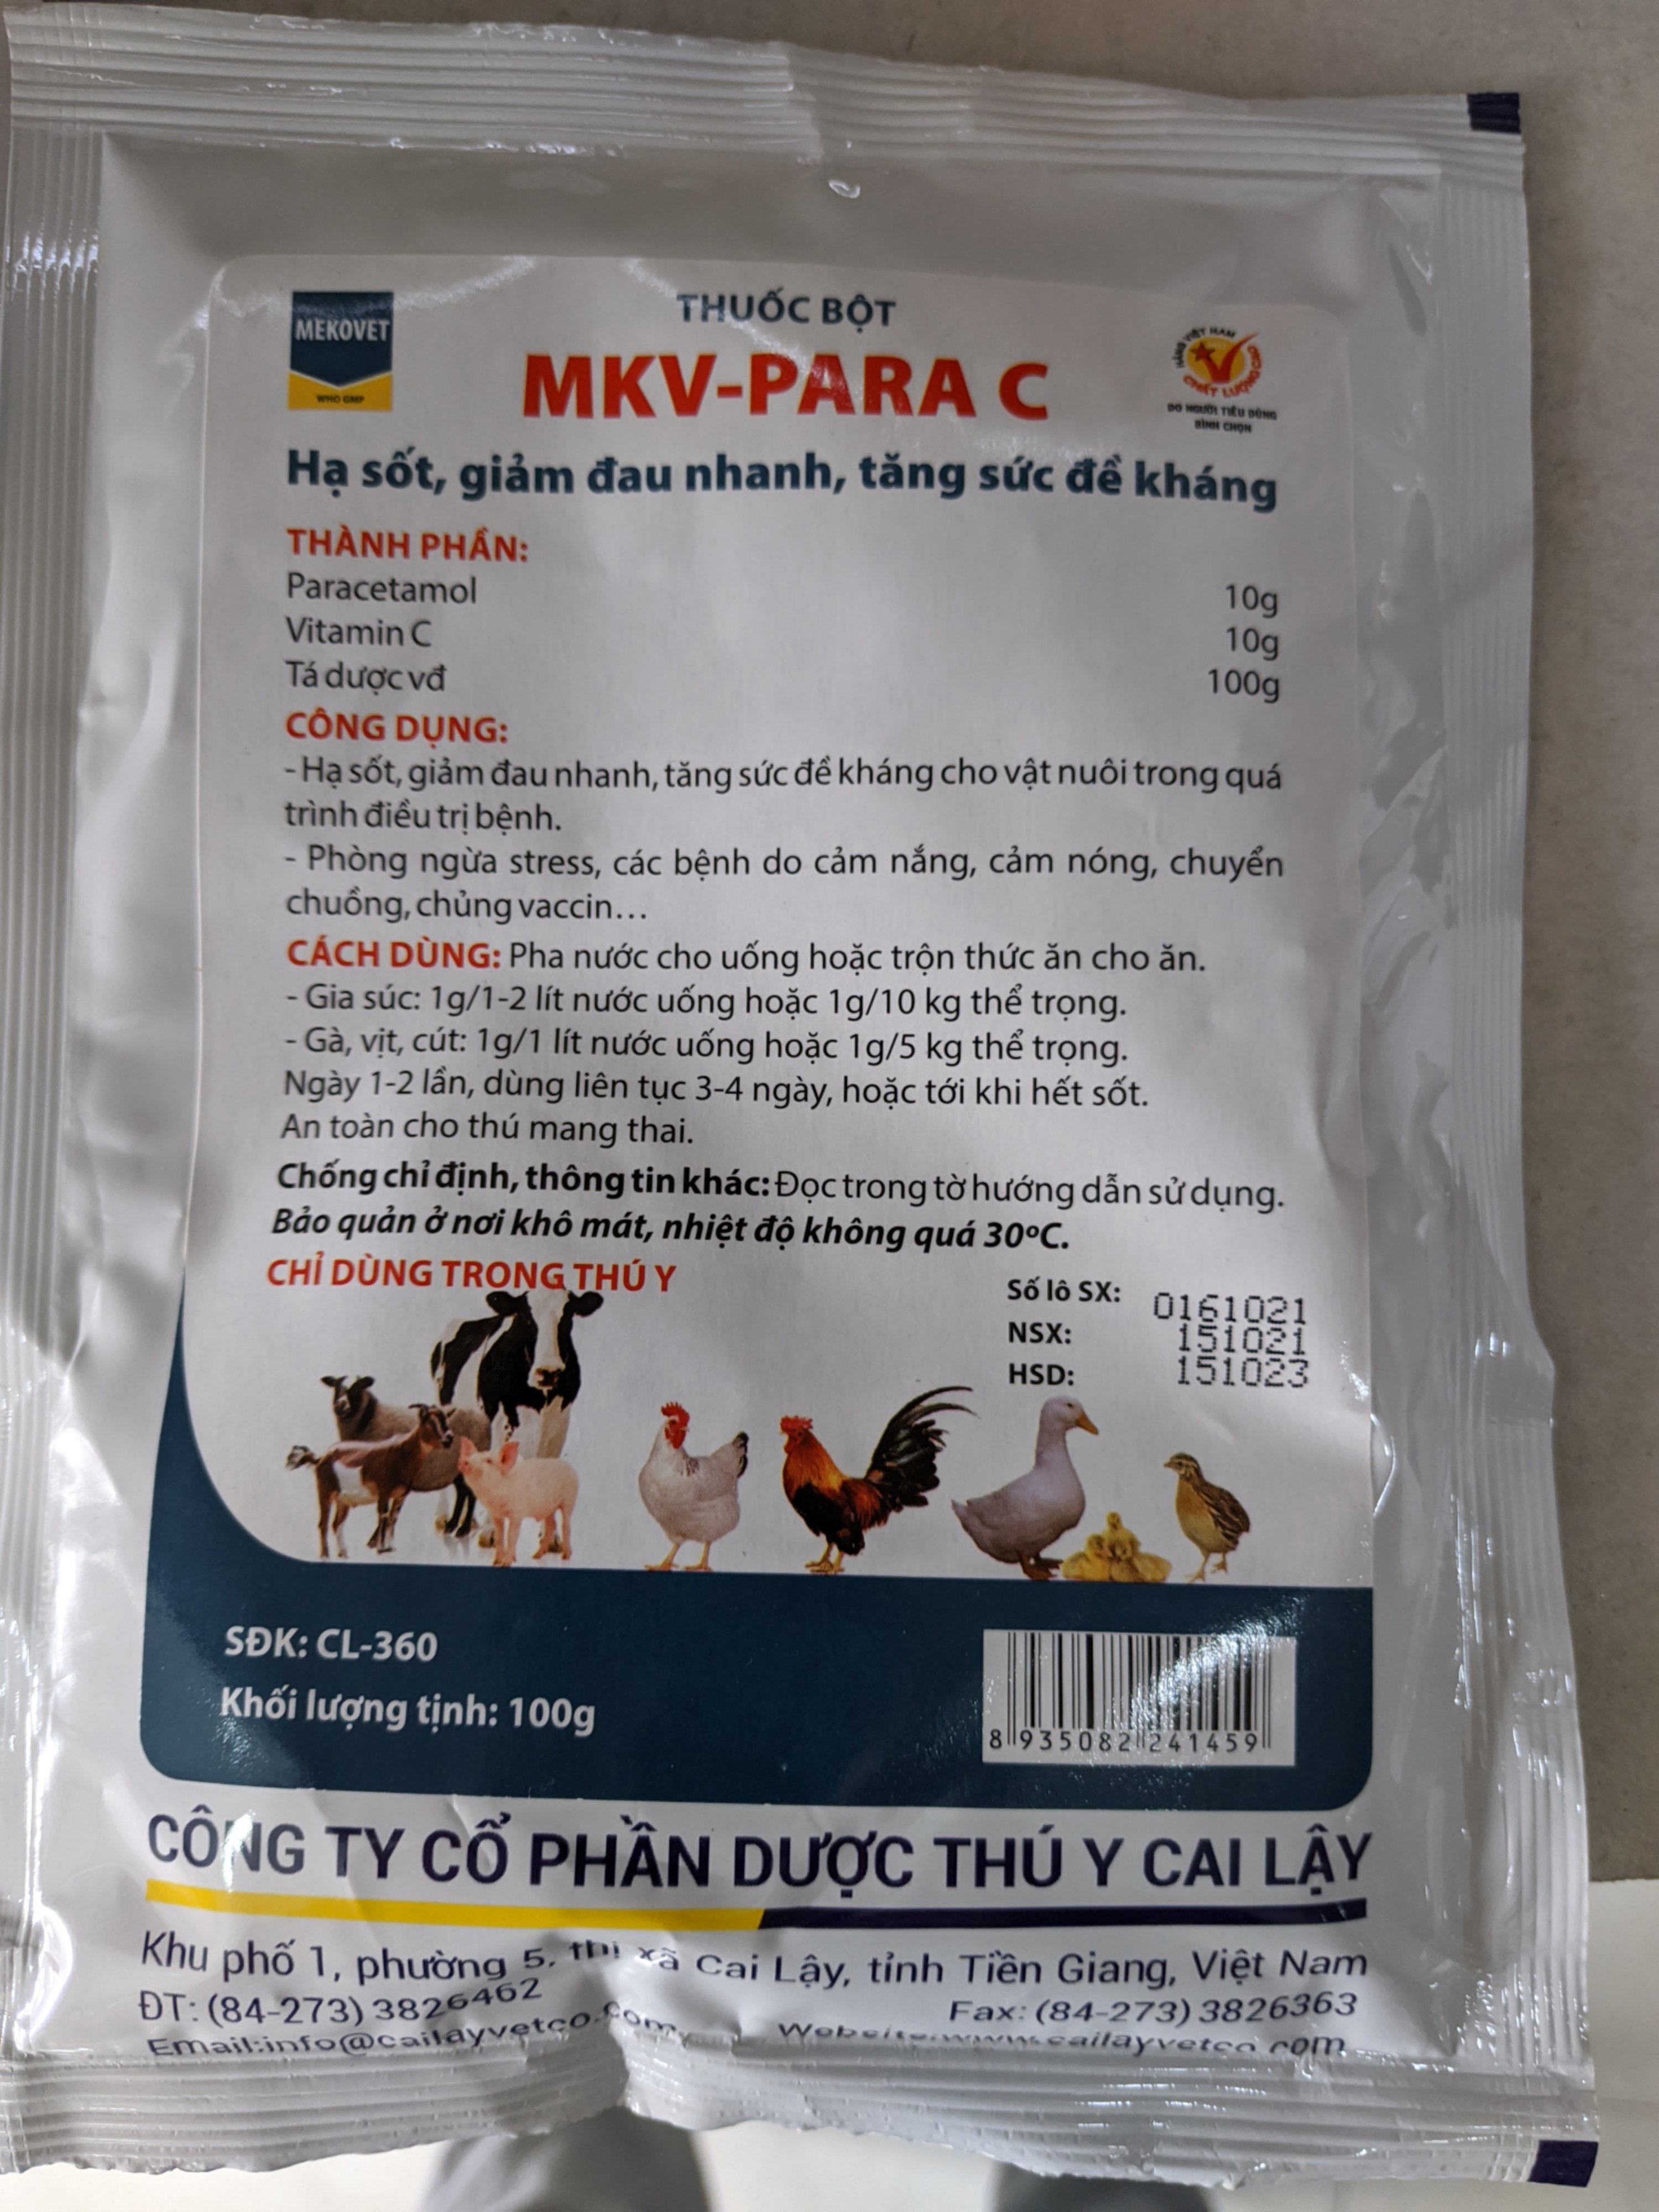 MEKOVET
WHO GMP
THUỐC BỘT
MKV-PARA C
HÀNG VIỆT NAM
CHẤT LƯỢNG CAO
DO NGƯỜI TIÊU DÙNG
BÌNH CHỌN
Hạ sốt, giảm đau nhanh, tăng sức đề kháng
THÀNH PHẦN:
Paracetamol 10g
Vitamin C 10g
Tá dược vđ 100g
CÔNG DỤNG:
- Hạ sốt, giảm đau nhanh, tăng sức đề kháng cho vật nuôi trong quá
trình điều trị bệnh.
- Phòng ngừa stress, các bệnh do cảm nắng, cảm nóng, chuyển
chuồng, chủng vaccin...
CÁCH DÙNG: Pha nước cho uống hoặc trộn thức ăn cho ăn.
- Gia súc: 1g/1-2 lít nước uống hoặc 1g/10 kg thể trọng.
- Gà, vịt, cút: 1g/1 lít nước uống hoặc 1g/5 kg thể trọng.
Ngày 1-2 lần, dùng liên tục 3-4 ngày, hoặc tới khi hết sốt.
An toàn cho thú mang thai.
Chống chỉ định, thông tin khác: Đọc trong tờ hướng dẫn sử dụng.
Bảo quản ở nơi khô mát, nhiệt độ không quá 30ºC.
CHỈ DÙNG TRONG THÚ Y
Số lô SX: 0161021
NSX: 151021
HSD: 151023
SĐK: CL-360
Khối lượng tịnh: 100g
8 935082 241459
CÔNG TY CỔ PHẦN DƯỢC THÚ Y CAI LẬY
Khu phố 1, phường 5, thị xã Cai Lậy, tỉnh Tiền Giang, Việt Nam
ĐT: (84-273) 3826462 Fax: (84-273) 3826363
Email:info@cailayvetco.com Website:www.cailayvetco.com